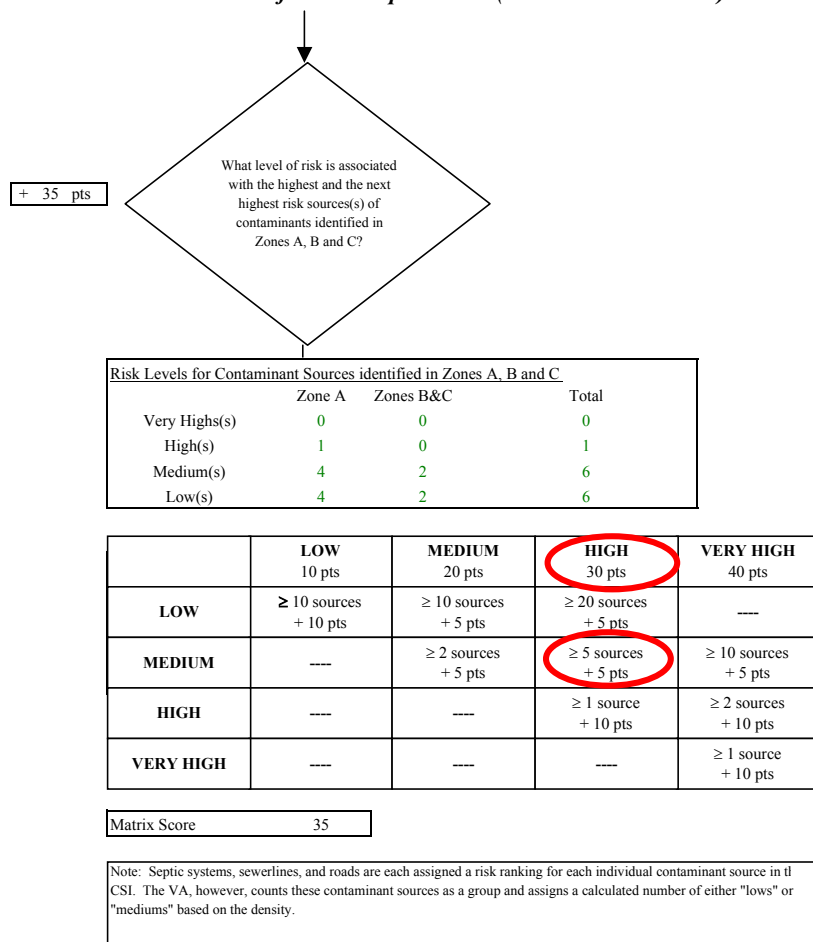 What level of risk is associated
with the highest and the next
highest risk sources(s) of
contaminants identified in
Zones A, B and C?
+ 35 pts
Risk Levels for Contaminant Sources identified in Zones A, B and C
Zone A Zones B&C Total
Very Highs(s) 0 0 0
High(s) 1 0 1
Medium(s) 4 2 6
Low(s) 4 2 6
LOW MEDIUM HIGH VERY HIGH
10 pts 20 pts 30 pts 40 pts
LOW ≥ 10 sources ≥ 10 sources ≥ 20 sources ----
+ 10 pts + 5 pts + 5 pts
MEDIUM ---- ≥ 2 sources ≥ 5 sources ≥ 10 sources
+ 5 pts + 5 pts + 5 pts
HIGH ---- ---- ≥ 1 source ≥ 2 sources
+ 10 pts + 10 pts
VERY HIGH ---- ---- ---- ≥ 1 source
+ 10 pts
Matrix Score 35
Note: Septic systems, sewerlines, and roads are each assigned a risk ranking for each individual contaminant source in
CSI. The VA, however, counts these contaminant sources as a group and assigns a calculated number of either "lows" or
"mediums" based on the density.